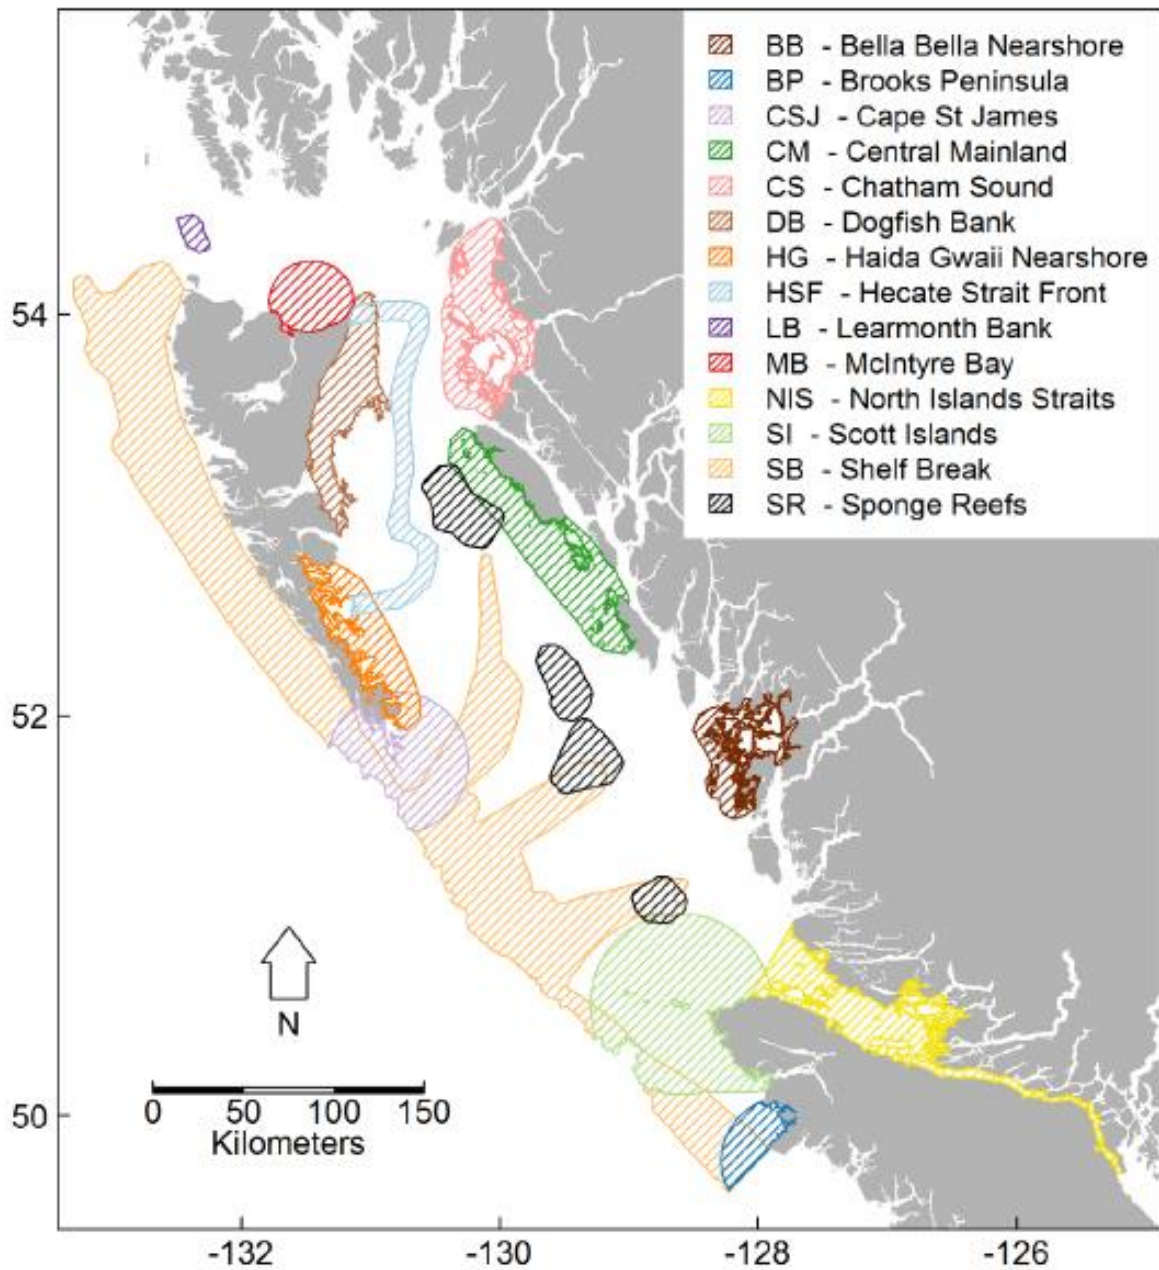 BB - Bella Bella Nearshore
BP - Brooks Peninsula
CSJ - Cape St James
CM - Central Mainland
CS - Chatham Sound
DB - Dogfish Bank
HG - Haida Gwaii Nearshore
HSF - Hecate Strait Front
LB - Learmonth Bank
MB - McIntyre Bay
NIS - North Islands Straits
SI - Scott Islands
SB - Shelf Break
SR - Sponge Reefs
54
52
N
0 50 100 150
Kilometers
50
-132 -130 -128 -126